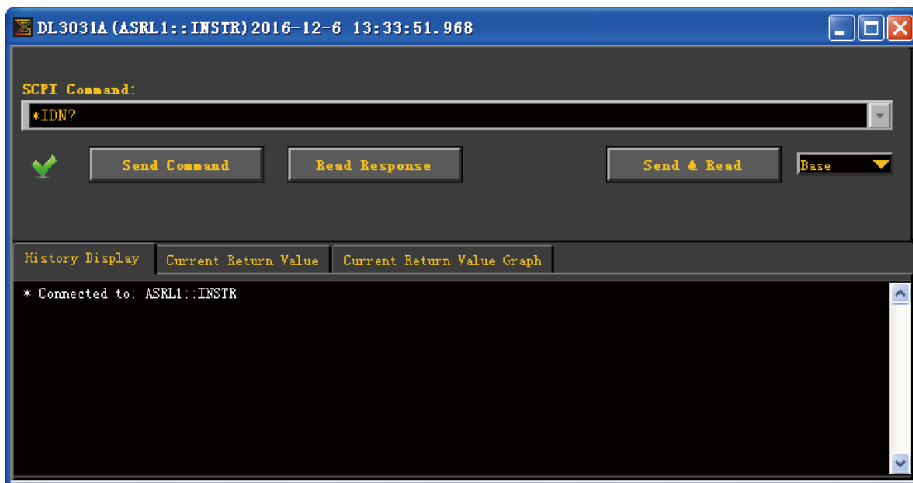 DL3031A (ASRL1::INSTR) 2016-12-6 13:33:51.968
SCPI Command:
*IDN?
Send Command Read Response Send & Read Base
History Display Current Return Value Current Return Value Graph
* Connected to: ASRL1::INSTR